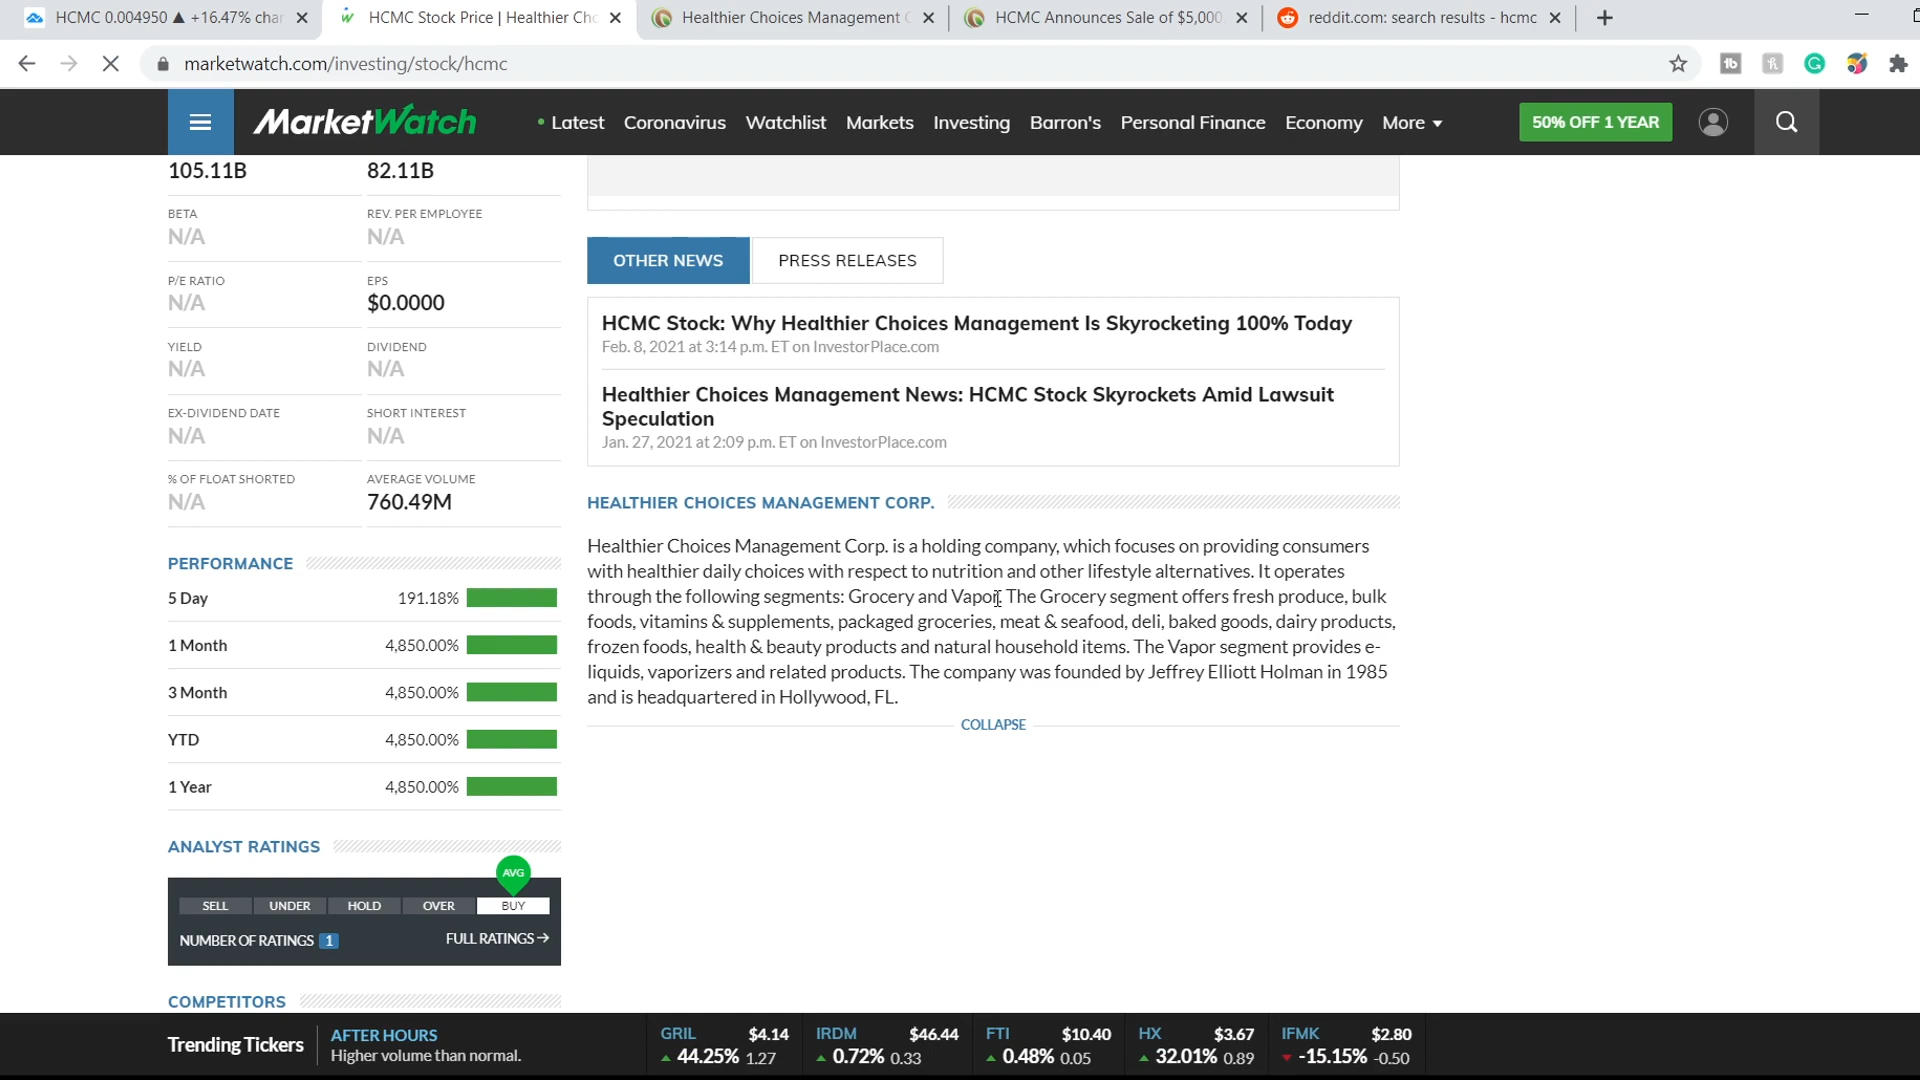 HCMC 0.004950 ▲ +16.47% char
HCMC Stock Price | Healthier Cho
Healthier Choices Management C
HCMC Announces Sale of $5,000,
reddit.com: search results - hcmc
marketwatch.com/investing/stock/hcmc
MarketWatch
Latest Coronavirus Watchlist Markets Investing Barron's Personal Finance Economy More
50% OFF 1 YEAR
105.11B 82.11B
BETA REV. PER EMPLOYEE
N/A N/A
P/E RATIO EPS
N/A $0.0000
YIELD DIVIDEND
N/A N/A
EX-DIVIDEND DATE SHORT INTEREST
N/A N/A
% OF FLOAT SHORTED AVERAGE VOLUME
N/A 760.49M
PERFORMANCE
5 Day 191.18%
1 Month 4,850.00%
3 Month 4,850.00%
YTD 4,850.00%
1 Year 4,850.00%
ANALYST RATINGS
AVG
SELL UNDER HOLD OVER BUY
NUMBER OF RATINGS 1 FULL RATINGS →
COMPETITORS
OTHER NEWS PRESS RELEASES
HCMC Stock: Why Healthier Choices Management Is Skyrocketing 100% Today
Feb. 8, 2021 at 3:14 p.m. ET on InvestorPlace.com
Healthier Choices Management News: HCMC Stock Skyrockets Amid Lawsuit
Speculation
Jan. 27, 2021 at 2:09 p.m. ET on InvestorPlace.com
HEALTHIER CHOICES MANAGEMENT CORP.
Healthier Choices Management Corp. is a holding company, which focuses on providing consumers
with healthier daily choices with respect to nutrition and other lifestyle alternatives. It operates
through the following segments: Grocery and Vapor. The Grocery segment offers fresh produce, bulk
foods, vitamins & supplements, packaged groceries, meat & seafood, deli, baked goods, dairy products,
frozen foods, health & beauty products and natural household items. The Vapor segment provides e-
liquids, vaporizers and related products. The company was founded by Jeffrey Elliott Holman in 1985
and is headquartered in Hollywood, FL.
COLLAPSE
Trending Tickers
AFTER HOURS
Higher volume than normal.
GRIL $4.14
44.25% 1.27
IRDM $46.44
0.72% 0.33
FTI $10.40
0.48% 0.05
HX $3.67
32.01% 0.89
IFMK $2.80
-15.15% -0.50